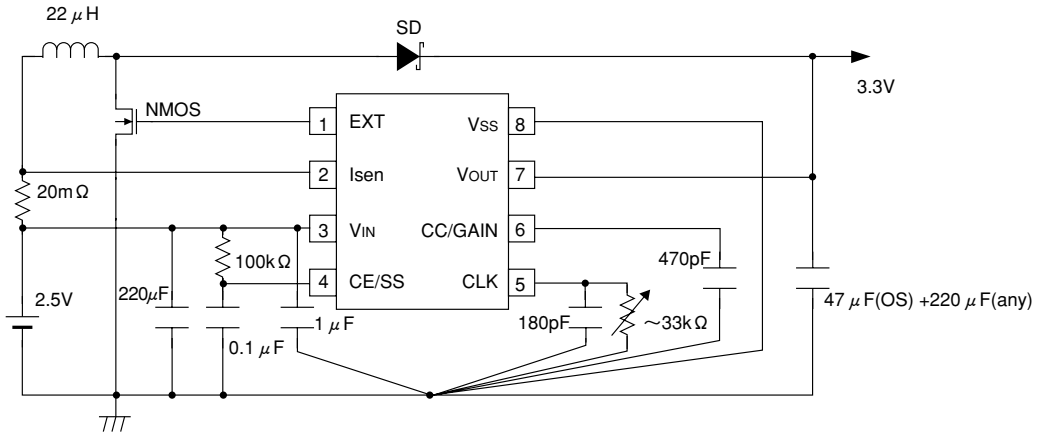 22 μH
SD
3.3V
NMOS
1 EXT
VSS 8
2 Isen
VOUT 7
20mΩ
3 VIN
CC/GAIN 6
100kΩ
470pF
4 CE/SS
CLK 5
2.5V
220μF
1 μF
180pF
~33kΩ
47 μF(OS) +220 μF(any)
0.1 μF